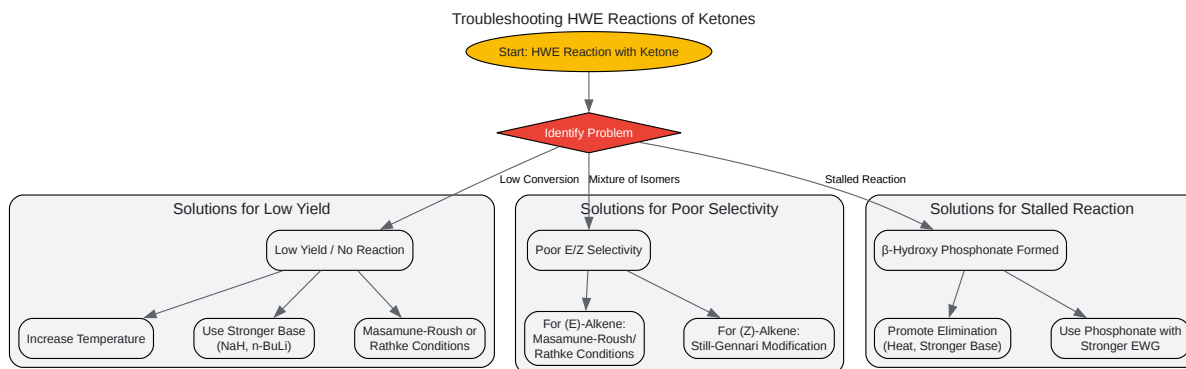 Troubleshooting HWE Reactions of Ketones
Start: HWE Reaction with Ketone
Identify Problem
Low Conversion
Mixture of Isomers
Stalled Reaction
Solutions for Low Yield
Solutions for Poor Selectivity
Solutions for Stalled Reaction
Low Yield / No Reaction
Poor E/Z Selectivity
β-Hydroxy Phosphonate Formed
Increase Temperature
Use Stronger Base
(NaH, n-BuLi)
Masamune-Roush or
Rathke Conditions
For (E)-Alkene:
Masamune-Roush/
Rathke Conditions
For (Z)-Alkene:
Still-Gennari Modification
Promote Elimination
(Heat, Stronger Base)
Use Phosphonate with
Stronger EWG